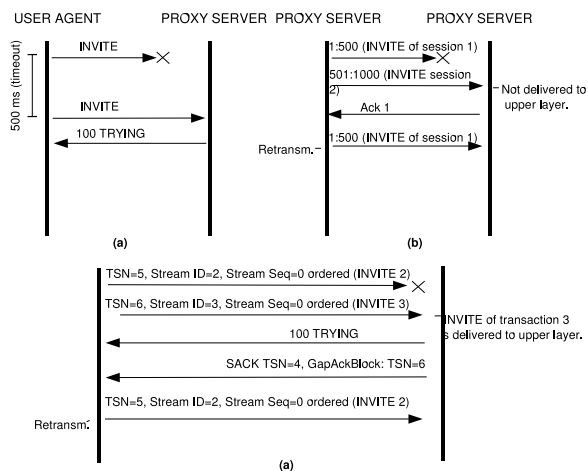 USER AGENT
PROXY SERVER
500 ms (timeout)
INVITE
INVITE
100 TRYING
(a)
PROXY SERVER
PROXY SERVER
1:500 (INVITE of session 1)
501:1000 (INVITE session
2)
Not delivered to
upper layer.
Ack 1
Retransm.
1:500 (INVITE of session 1)
(b)
TSN=5, Stream ID=2, Stream Seq=0 ordered (INVITE 2)
TSN=6, Stream ID=3, Stream Seq=0 ordered (INVITE 3)
INVITE of transaction 3
is delivered to upper layer.
100 TRYING
SACK TSN=4, GapAckBlock: TSN=6
TSN=5, Stream ID=2, Stream Seq=0 ordered (INVITE 2)
Retransm.
(a)